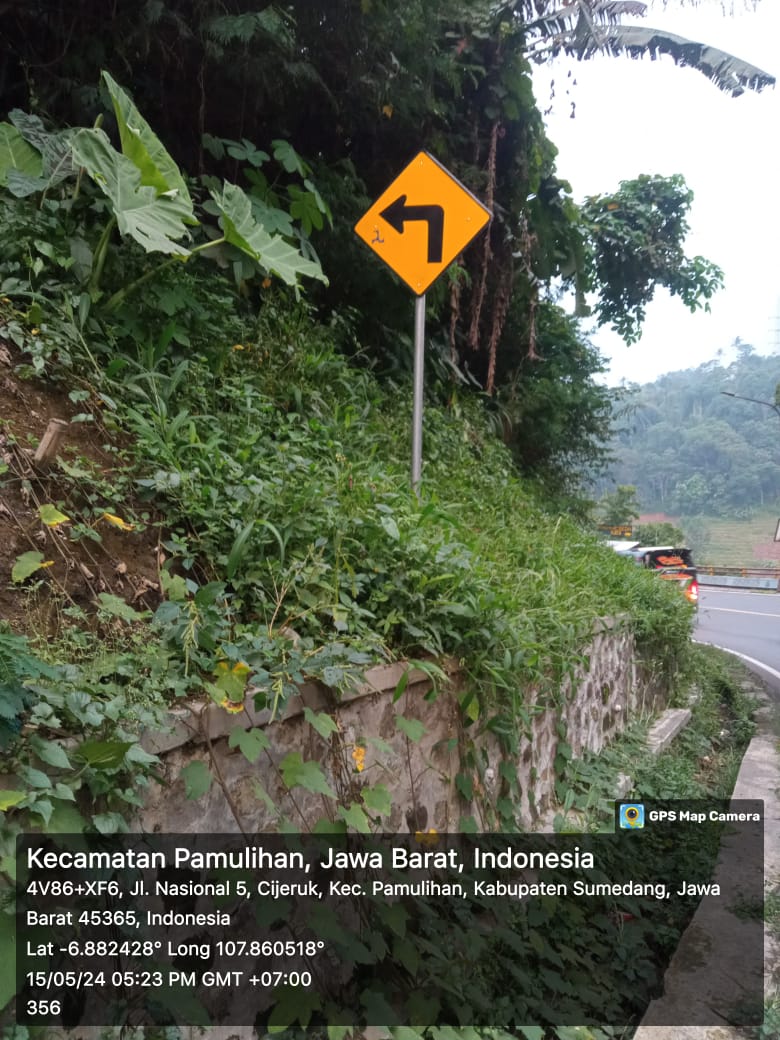 GPS Map Camera
Kecamatan Pamulihan, Jawa Barat, Indonesia
4V86+XF6, Jl. Nasional 5, Cijeruk, Kec. Pamulihan, Kabupaten Sumedang, Jawa
Barat 45365, Indonesia
Lat -6.882428° Long 107.860518°
15/05/24 05:23 PM GMT +07:00
356